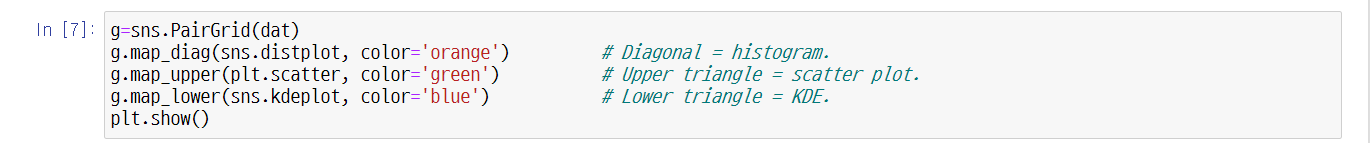 In [7]: g=sns.PairGrid(dat)
g.map_diag(sns.distplot, color='orange') # Diagonal = histogram.
g.map_upper(plt.scatter, color='green') # Upper triangle = scatter plot.
g.map_lower(sns.kdeplot, color='blue') # Lower triangle = KDE.
plt.show()